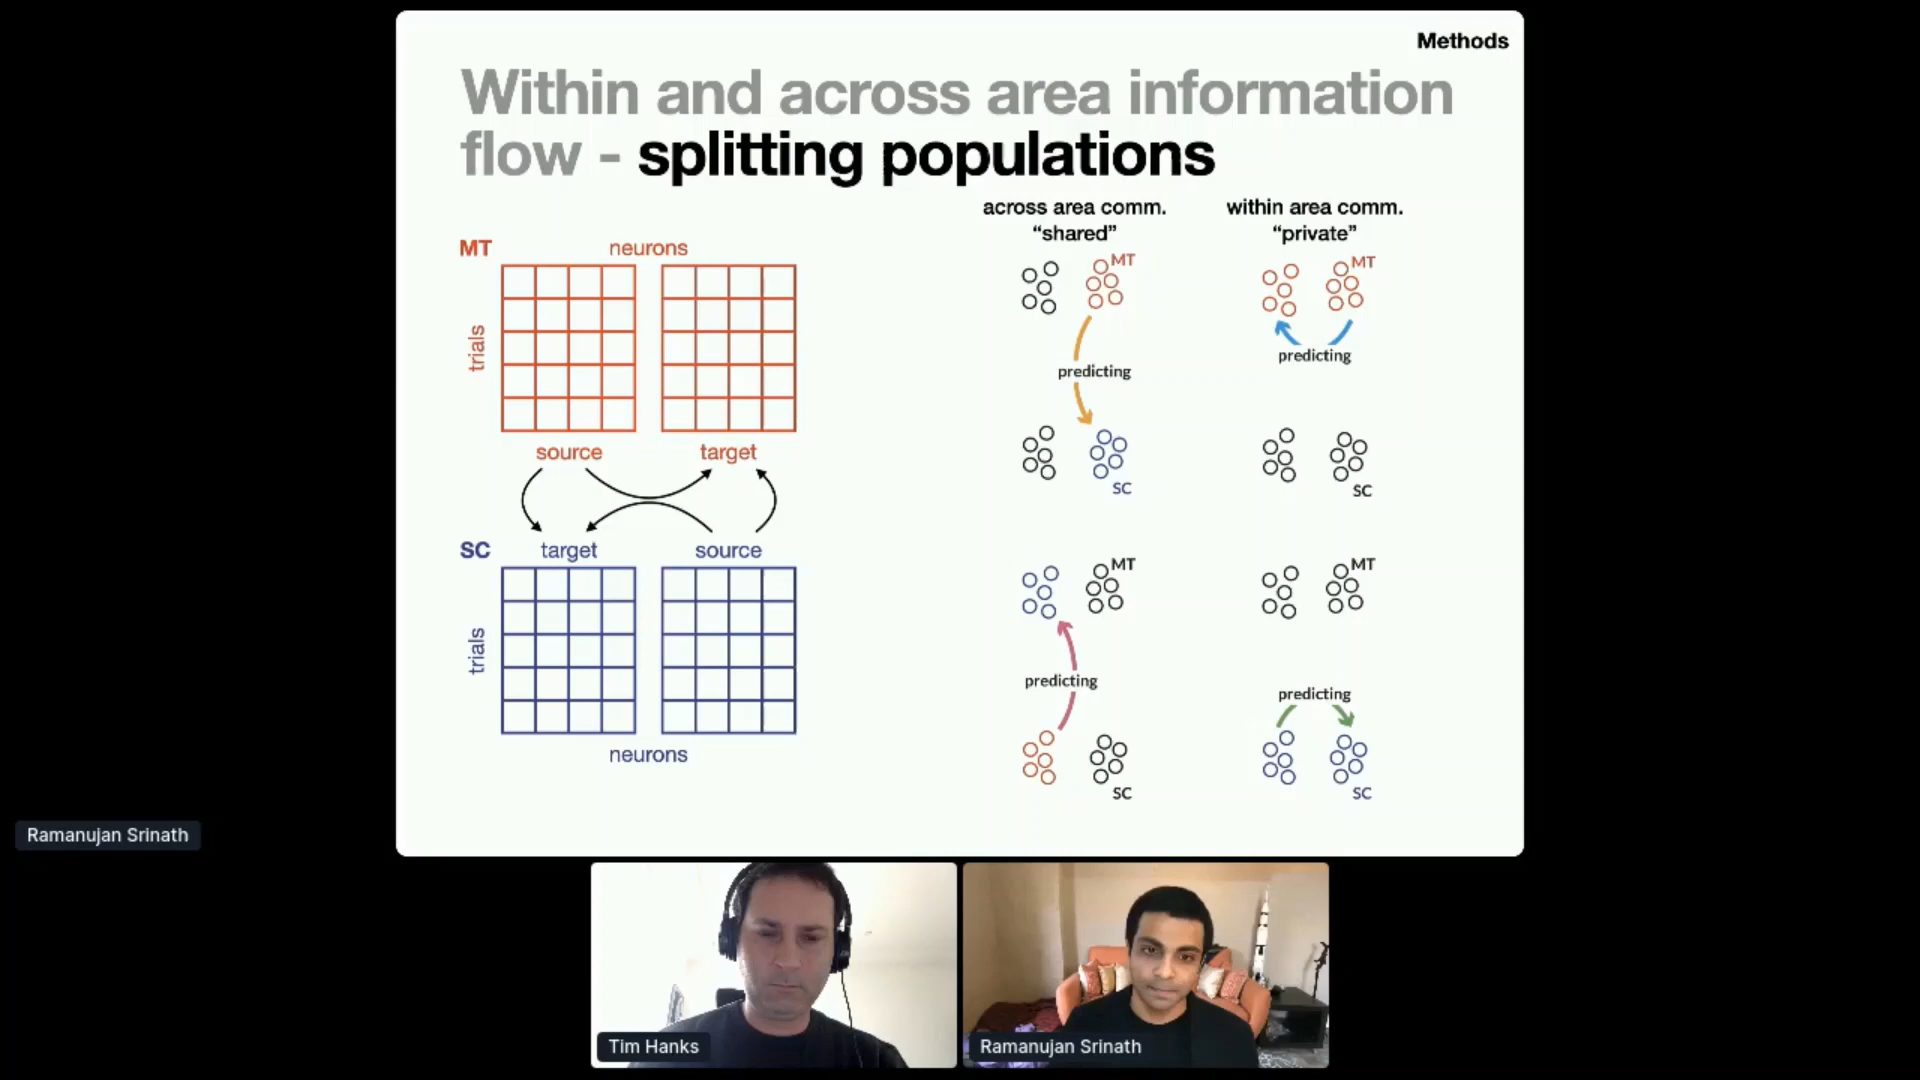 Methods
Within and across area information
flow - splitting populations
MT
neurons
trials
source
target
SC
target
source
trials
neurons
across area comm.
"shared"
within area comm.
"private"
MT
predicting
SC
MT
predicting
SC
MT
predicting
SC
MT
predicting
SC
Ramanujan Srinath
Tim Hanks
Ramanujan Srinath